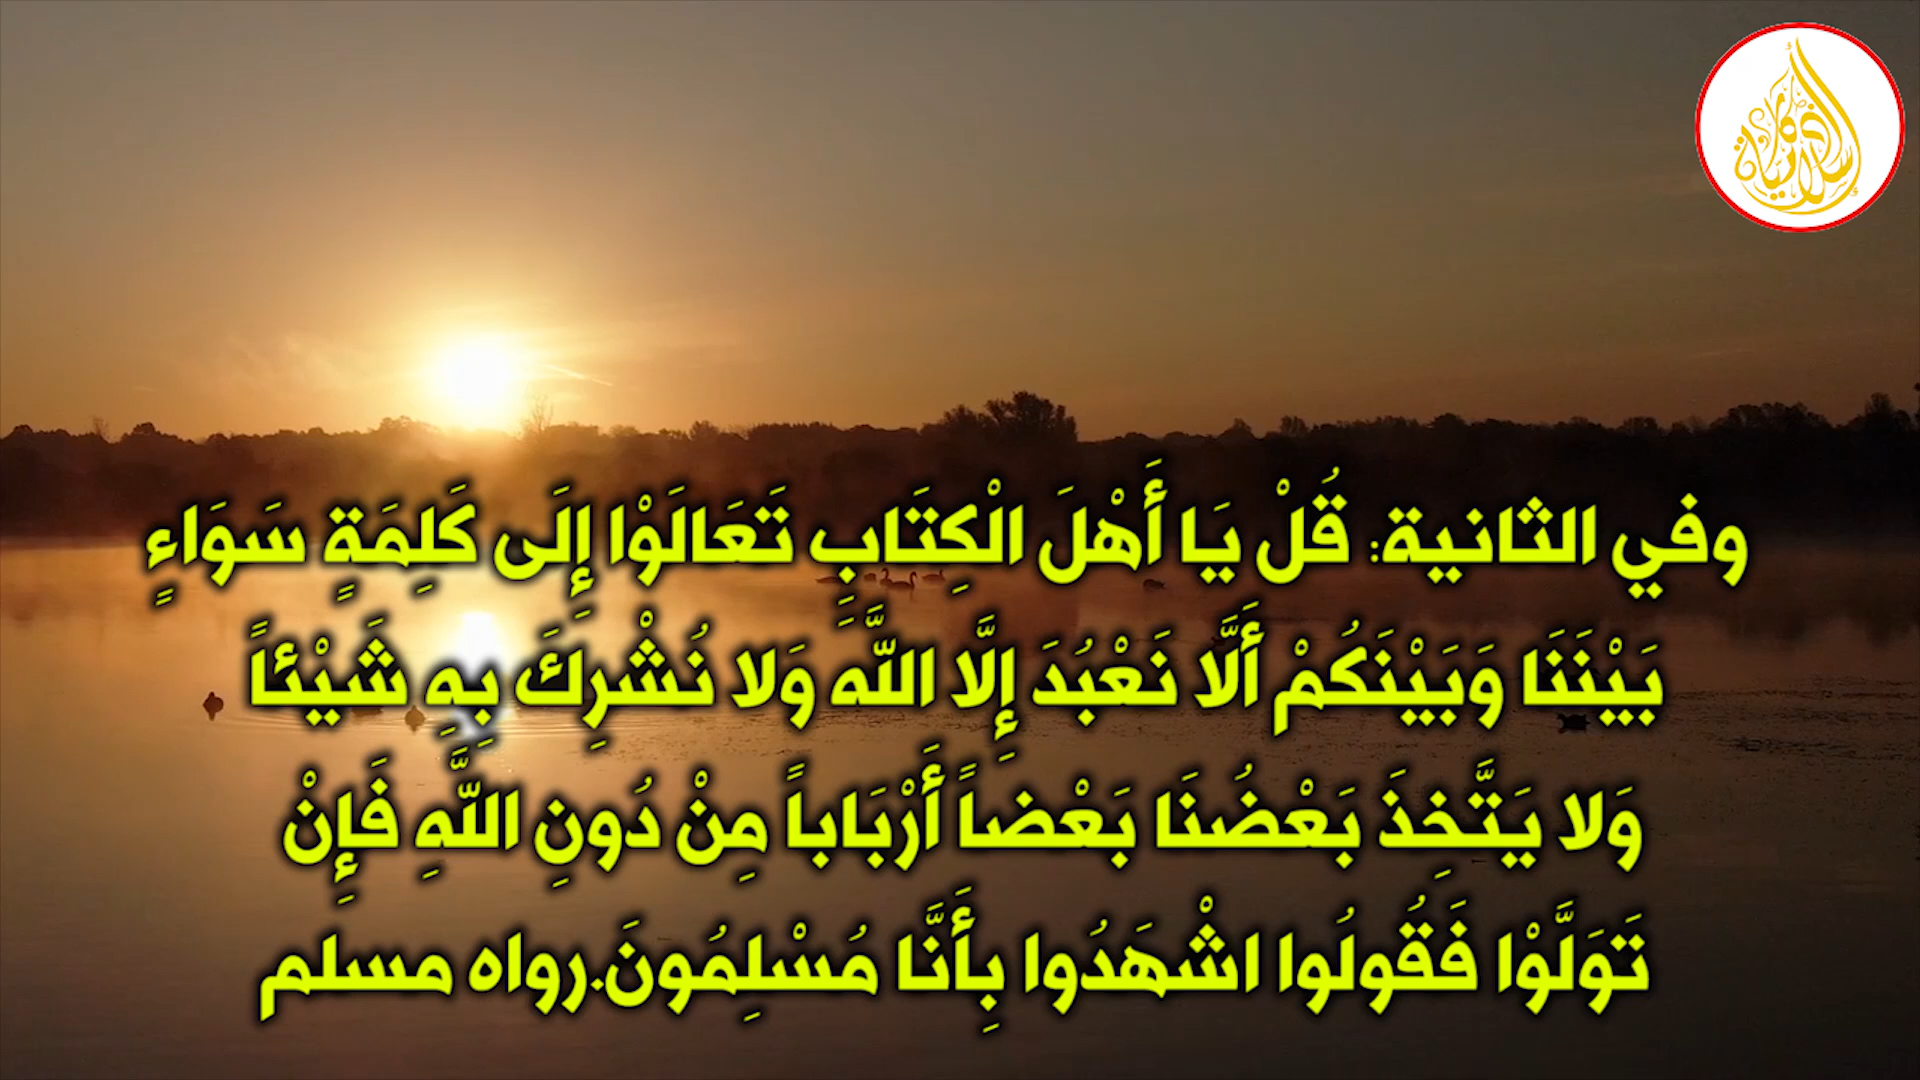 وفي الثانية: قُلْ يَا أَهْلَ الْكِتَابِ تَعَالَوْا إِلَى كَلِمَةٍ سَوَاءٍ
بَيْنَنَا وَبَيْنَكُمْ أَلَّا نَعْبُدَ إِلَّا اللَّه وَلا نُشْرِكَ بِهِ شَيْئاً
وَلا يَتَّخِذَ بَعْضُنَا بَعْضاً أَرْبَاباً مِنْ دُونِ اللَّهِ فَإِنْ
تَوَلَّوْا فَقُولُوا اشْهَدُوا بِأَنَّا مُسْلِمُونَ.رواه مسلم